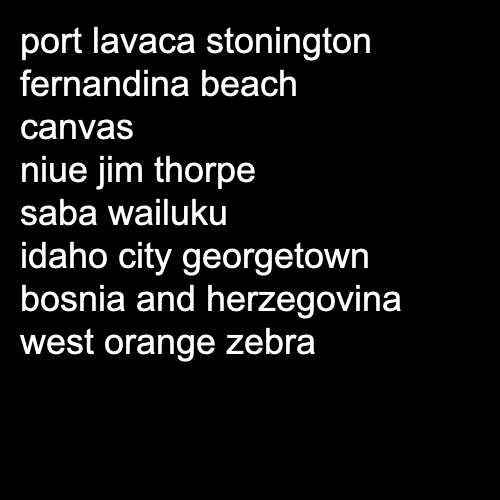 port lavaca stonington
fernandina beach
canvas
niue jim thorpe
saba wailuku
idaho city georgetown
bosnia and herzegovina
west orange zebra